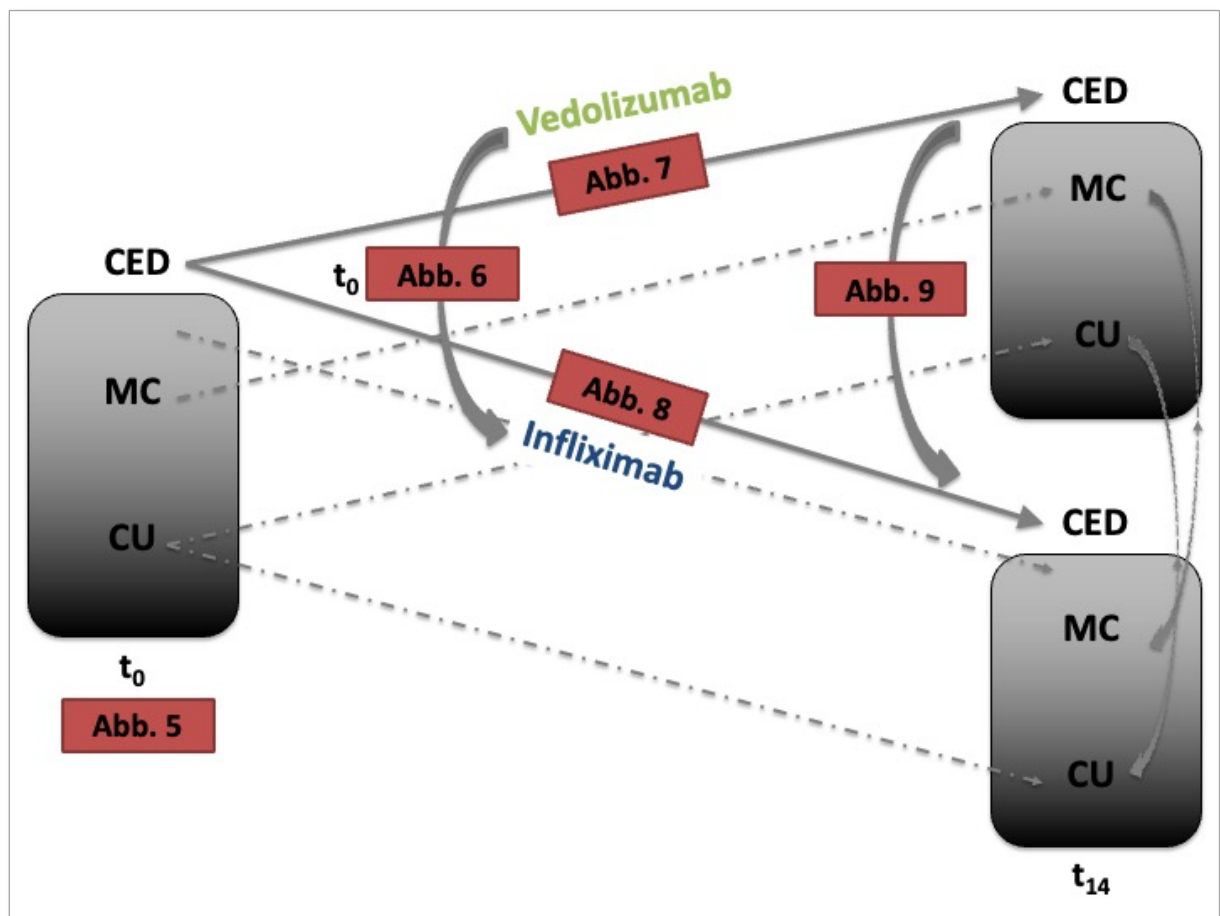 Vedolizumab
CED
Abb. 7
MC
CED
t₀
Abb. 6
Abb. 9
CU
MC
Abb. 8
Infliximab
CU
CED
MC
t₀
Abb. 5
CU
t₁₄